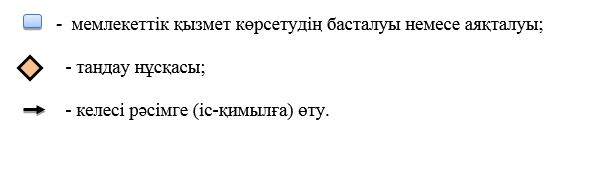 - мемлекеттік қызмет көрсетудің басталуы немесе аяқталуы;
- таңдау нұсқасы;
- келесі рәсімге (іс-қимылға) өту.